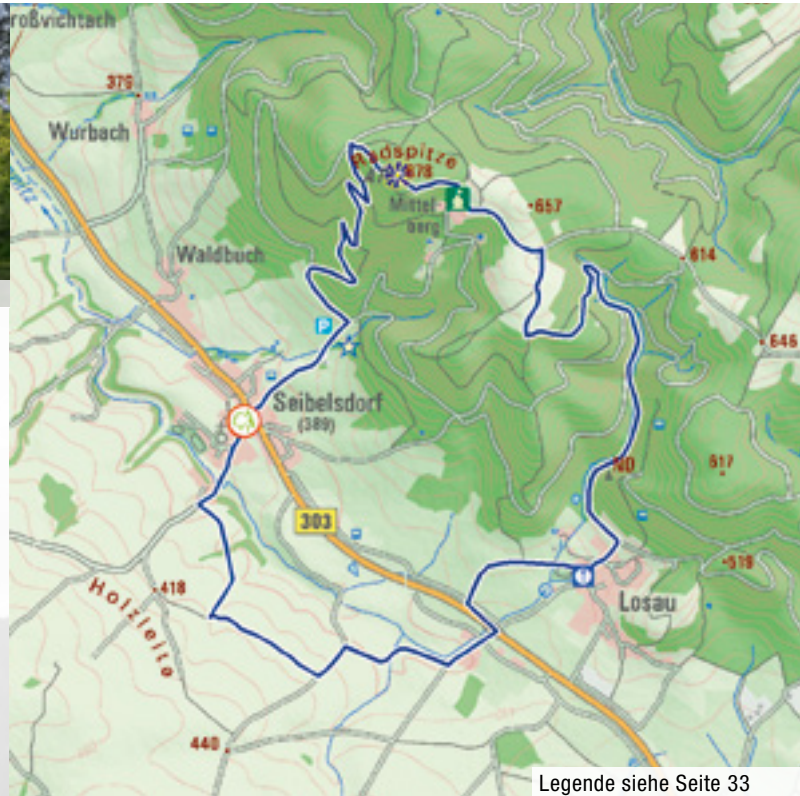 roßvichtach
376
Wurbach
Radspitze
678
Mittel-
berg
657
Waldbuch
614
P
646
Seibelsdorf
(389)
ND
617
303
519
Holzleite
418
Losau
440
Legende siehe Seite 33